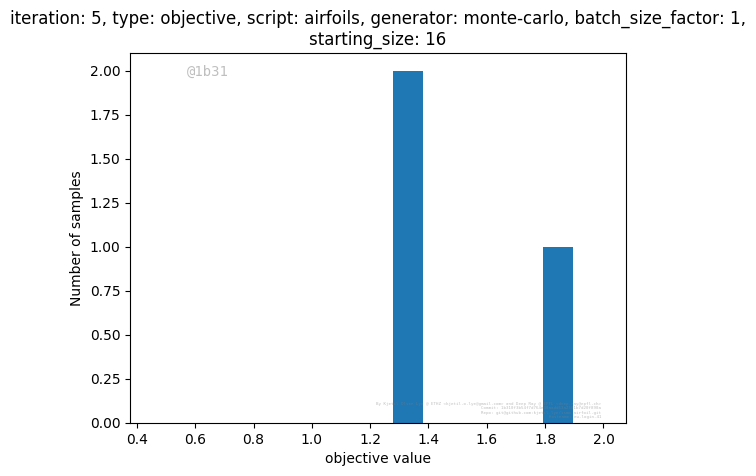 iteration: 5, type: objective, script: airfoils, generator: monte-carlo, batch_size_factor: 1,
starting_size: 16
@1b31
2.00
1.75
1.50
1.25
1.00
0.75
0.50
0.25
0.00
Number of samples
0.4 0.6 0.8 1.0 1.2 1.4 1.6 1.8 2.0
objective value